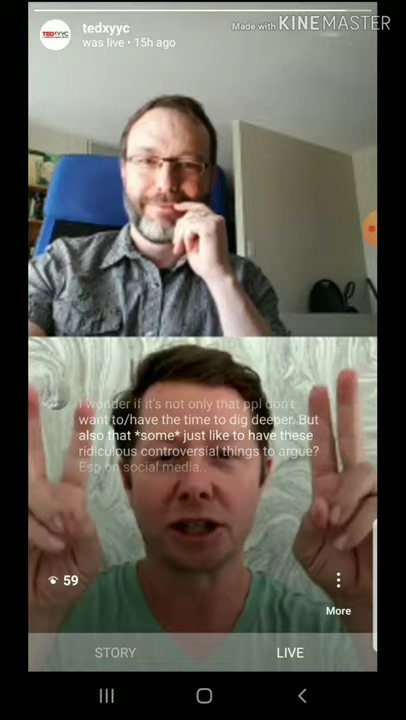 tedxyyc
was live • 15h ago
Made with KINEMASTER
TEDxYYC
I wonder if it's not only that ppl don't
want to/have the time to dig deeper. But
also that *some* just like to have these
ridiculous controversial things to argue?
Esp on social media..
59
More
STORY
LIVE